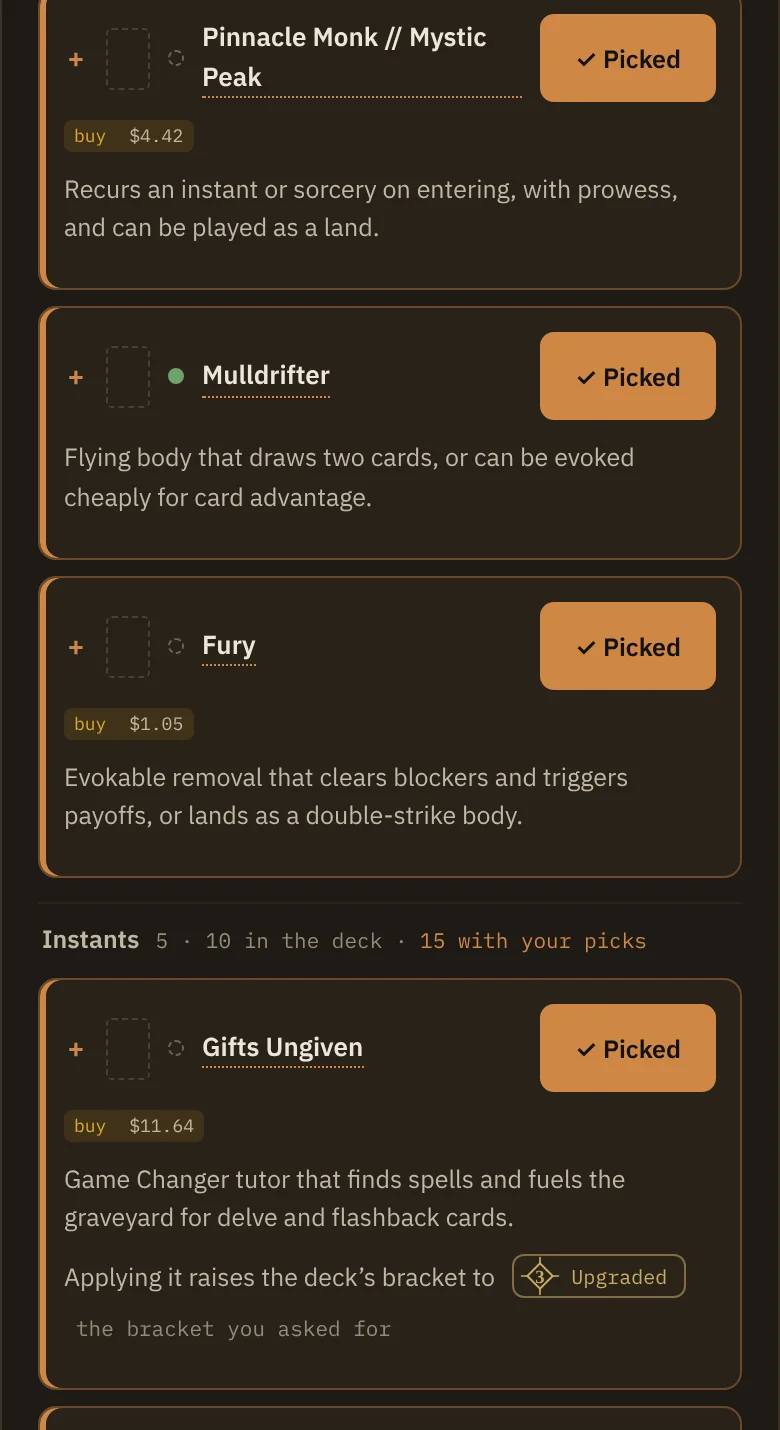 + Pinnacle Monk // Mystic
Peak
✓ Picked
buy $4.42
Recurs an instant or sorcery on entering, with prowess,
and can be played as a land.
+ Mulldrifter
✓ Picked
Flying body that draws two cards, or can be evoked
cheaply for card advantage.
+ Fury
✓ Picked
buy $1.05
Evokable removal that clears blockers and triggers
payoffs, or lands as a double-strike body.
Instants 5 · 10 in the deck · 15 with your picks
+ Gifts Ungiven
✓ Picked
buy $11.64
Game Changer tutor that finds spells and fuels the
graveyard for delve and flashback cards.
Applying it raises the deck’s bracket to 3 Upgraded
the bracket you asked for